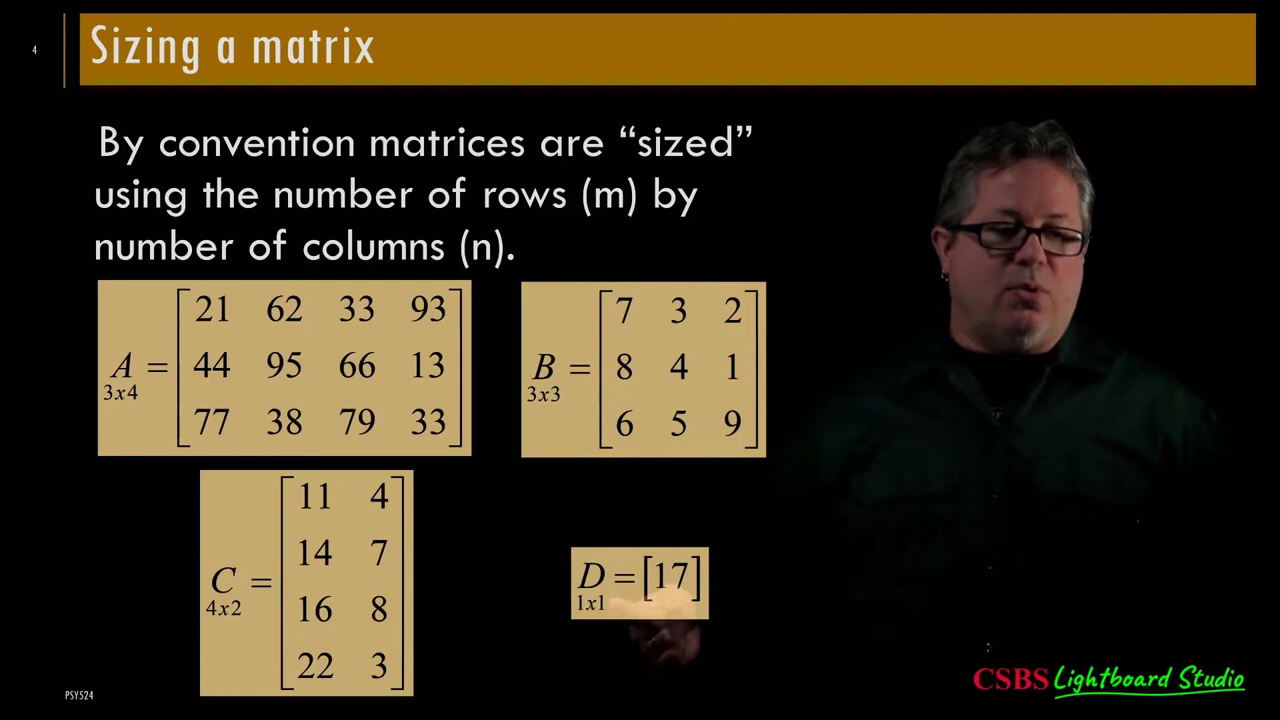 4
Sizing a matrix
By convention matrices are “sized”
using the number of rows (m) by
number of columns (n).
A = [21 62 33 93
3x4 44 95 66 13
77 38 79 33]
B = [7 3 2
3x3 8 4 1
6 5 9]
C = [11 4
4x2 14 7
16 8
22 3]
D = [17]
1x1
PSY524
CSBS Lightboard Studio